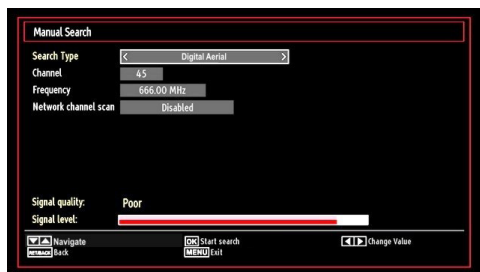 Manual Search
Search Type < Digital Aerial >
Channel 45
Frequency 666.00 MHz
Network channel scan Disabled
Signal quality: Poor
Signal level:
Navigate OK Start search Change Value
Back MENU Exit